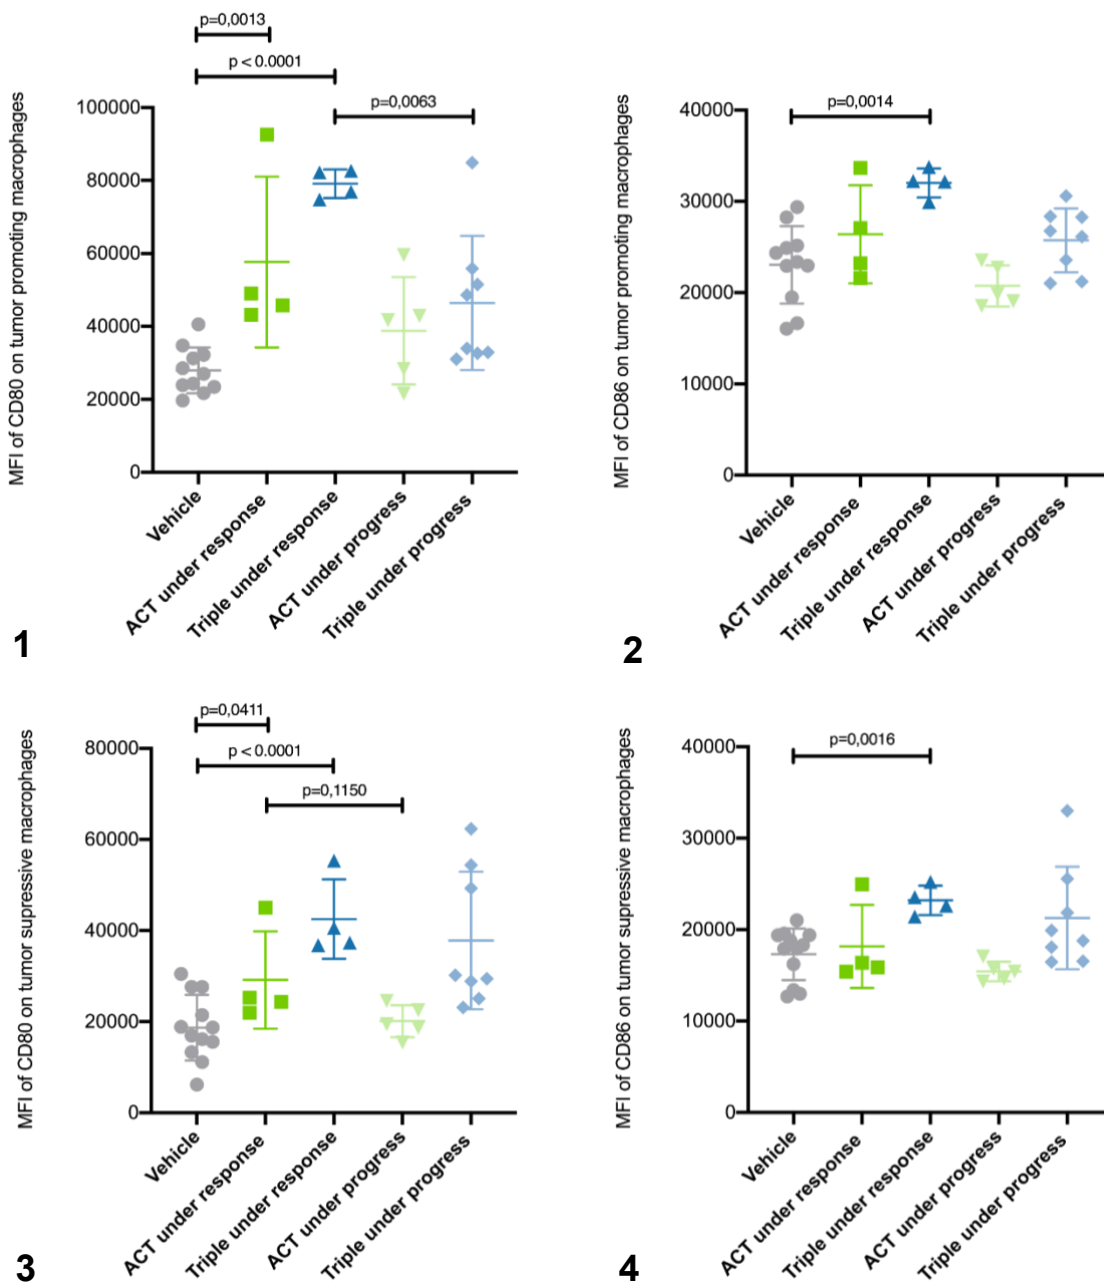 p=0,0013
p < 0.0001
p=0,0063
MFI of CD80 on tumor promoting macrophages
100000
80000
60000
40000
20000
0
Vehicle
ACT under response
Triple under response
ACT under progress
Triple under progress
1
p=0,0014
MFI of CD86 on tumor promoting macrophages
40000
30000
20000
10000
0
Vehicle
ACT under response
Triple under response
ACT under progress
Triple under progress
2
p=0,0411
p < 0.0001
p=0,1150
MFI of CD80 on tumor supressive macrophages
80000
60000
40000
20000
0
Vehicle
ACT under response
Triple under response
ACT under progress
Triple under progress
3
p=0,0016
MFI of CD86 on tumor supressive macrophages
40000
30000
20000
10000
0
Vehicle
ACT under response
Triple under response
ACT under progress
Triple under progress
4